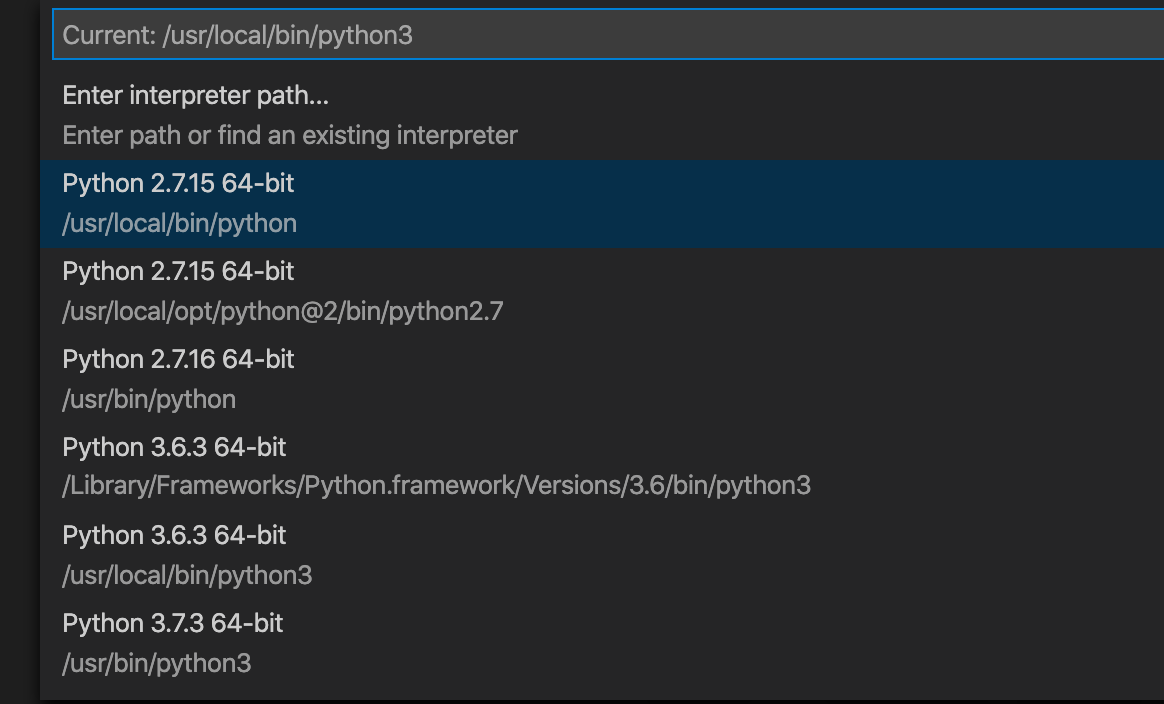 Current: /usr/local/bin/python3
Enter interpreter path...
Enter path or find an existing interpreter
Python 2.7.15 64-bit
/usr/local/bin/python
Python 2.7.15 64-bit
/usr/local/opt/python@2/bin/python2.7
Python 2.7.16 64-bit
/usr/bin/python
Python 3.6.3 64-bit
/Library/Frameworks/Python.framework/Versions/3.6/bin/python3
Python 3.6.3 64-bit
/usr/local/bin/python3
Python 3.7.3 64-bit
/usr/bin/python3